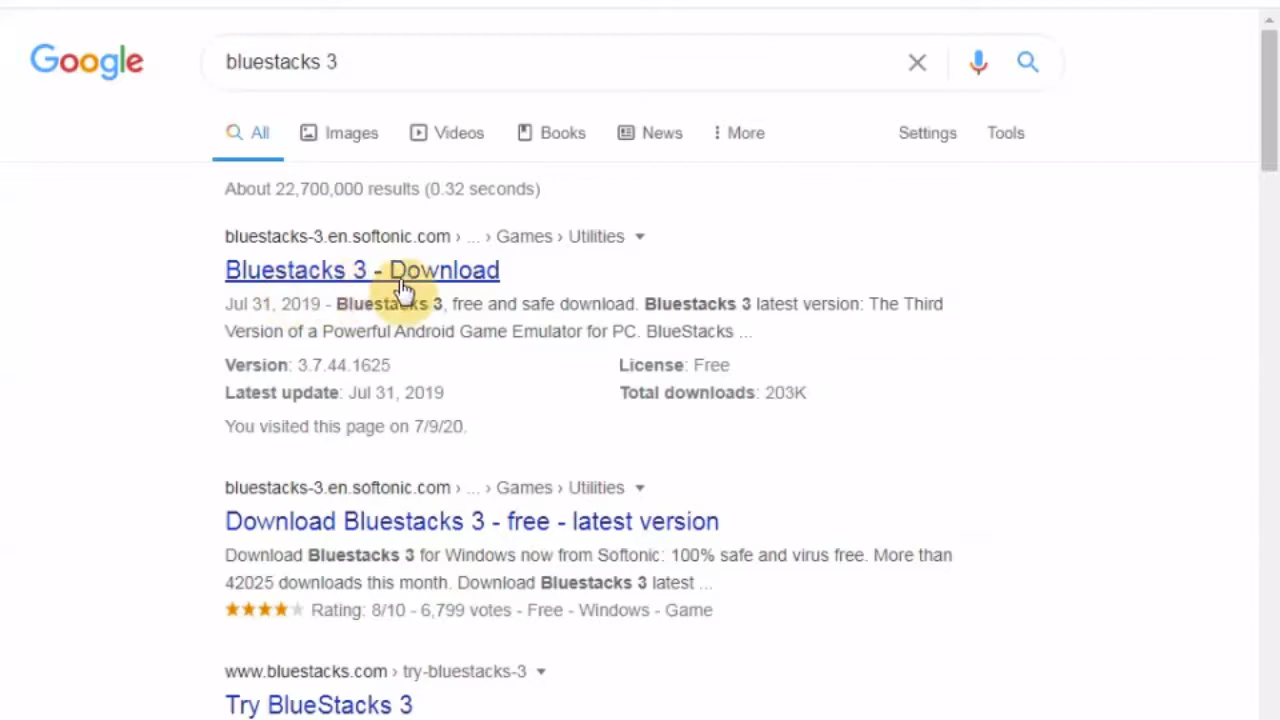 Google
bluestacks 3
All Images Videos Books News More Settings Tools
About 22,700,000 results (0.32 seconds)
bluestacks-3.en.softonic.com › ... › Games › Utilities
Bluestacks 3 - Download
Jul 31, 2019 - Bluestacks 3, free and safe download. Bluestacks 3 latest version: The Third
Version of a Powerful Android Game Emulator for PC. BlueStacks ...
Version: 3.7.44.1625 License: Free
Latest update: Jul 31, 2019 Total downloads: 203K
You visited this page on 7/9/20.
bluestacks-3.en.softonic.com › ... › Games › Utilities
Download Bluestacks 3 - free - latest version
Download Bluestacks 3 for Windows now from Softonic: 100% safe and virus free. More than
42025 downloads this month. Download Bluestacks 3 latest ...
Rating: 8/10 - 6,799 votes - Free - Windows - Game
www.bluestacks.com › try-bluestacks-3
Try BlueStacks 3